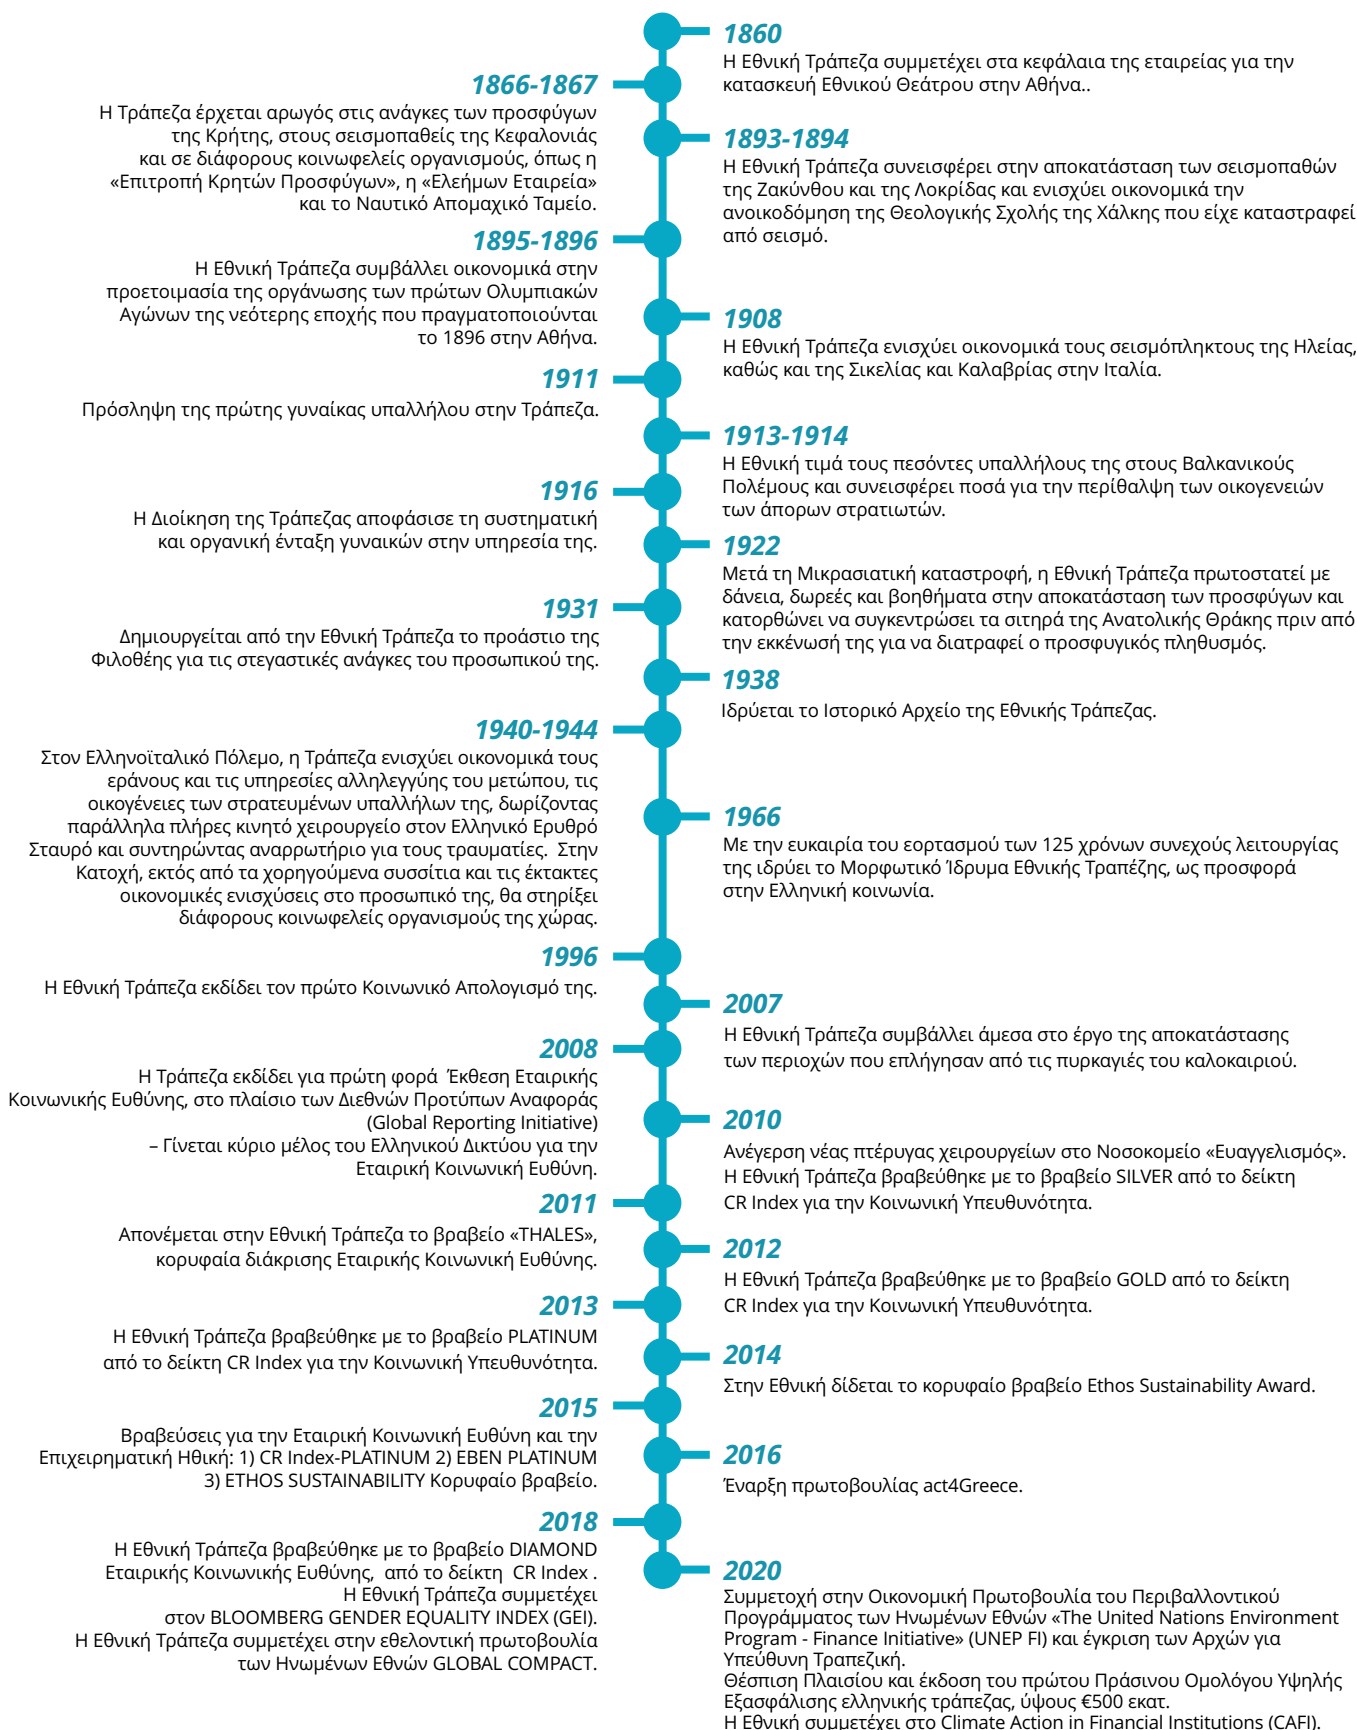 1860
Η Εθνική Τράπεζα συμμετέχει στα κεφάλαια της εταιρείας για την
κατασκευή Εθνικού Θεάτρου στην Αθήνα..
1866-1867
Η Τράπεζα έρχεται αρωγός στις ανάγκες των προσφύγων
της Κρήτης, στους σεισμοπαθείς της Κεφαλονιάς
και σε διάφορους κοινωφελείς οργανισμούς, όπως η
«Επιτροπή Κρητών Προσφύγων», η «Ελεήμων Εταιρεία»
και το Ναυτικό Απομαχικό Ταμείο.
1893-1894
Η Εθνική Τράπεζα συνεισφέρει στην αποκατάσταση των σεισμοπαθών
της Ζακύνθου και της Λοκρίδας και ενισχύει οικονομικά την
ανοικοδόμηση της Θεολογικής Σχολής της Χάλκης που είχε καταστραφεί
από σεισμό.
1895-1896
Η Εθνική Τράπεζα συμβάλλει οικονομικά στην
προετοιμασία της οργάνωσης των πρώτων Ολυμπιακών
Αγώνων της νεότερης εποχής που πραγματοποιούνται
το 1896 στην Αθήνα.
1908
Η Εθνική Τράπεζα ενισχύει οικονομικά τους σεισμόπληκτους της Ηλείας,
καθώς και της Σικελίας και Καλαβρίας στην Ιταλία.
1911
Πρόσληψη της πρώτης γυναίκας υπαλλήλου στην Τράπεζα.
1913-1914
Η Εθνική τιμά τους πεσόντες υπαλλήλους της στους Βαλκανικούς
Πολέμους και συνεισφέρει ποσά για την περίθαλψη των οικογενειών
των άπορων στρατιωτών.
1916
Η Διοίκηση της Τράπεζας αποφάσισε τη συστηματική
και οργανική ένταξη γυναικών στην υπηρεσία της.
1922
Μετά τη Μικρασιατική καταστροφή, η Εθνική Τράπεζα πρωτοστατεί με
δάνεια, δωρεές και βοηθήματα στην αποκατάσταση των προσφύγων και
κατορθώνει να συγκεντρώσει τα σιτηρά της Ανατολικής Θράκης πριν από
την εκκένωσή της για να διατραφεί ο προσφυγικός πληθυσμός.
1931
Δημιουργείται από την Εθνική Τράπεζα το προάστιο της
Φιλοθέης για τις στεγαστικές ανάγκες του προσωπικού της.
1938
Ιδρύεται το Ιστορικό Αρχείο της Εθνικής Τράπεζας.
1940-1944
Στον Ελληνοϊταλικό Πόλεμο, η Τράπεζα ενισχύει οικονομικά τους
εράνους και τις υπηρεσίες αλληλεγγύης του μετώπου, τις
οικογένειες των στρατευμένων υπαλλήλων της, δωρίζοντας
παράλληλα πλήρες κινητό χειρουργείο στον Ελληνικό Ερυθρό
Σταυρό και συντηρώντας αναρρωτήριο για τους τραυματίες. Στην
Κατοχή, εκτός από τα χορηγούμενα συσσίτια και τις έκτακτες
οικονομικές ενισχύσεις στο προσωπικό της, θα στηρίξει
διάφορους κοινωφελείς οργανισμούς της χώρας.
1966
Με την ευκαιρία του εορτασμού των 125 χρόνων συνεχούς λειτουργίας
της ιδρύει το Μορφωτικό Ίδρυμα Εθνικής Τραπέζης, ως προσφορά
στην Ελληνική κοινωνία.
1996
Η Εθνική Τράπεζα εκδίδει τον πρώτο Κοινωνικό Απολογισμό της.
2007
Η Εθνική Τράπεζα συμβάλλει άμεσα στο έργο της αποκατάστασης
των περιοχών που επλήγησαν από τις πυρκαγιές του καλοκαιριού.
2008
Η Τράπεζα εκδίδει για πρώτη φορά Έκθεση Εταιρικής
Κοινωνικής Ευθύνης, στο πλαίσιο των Διεθνών Προτύπων Αναφοράς
(Global Reporting Initiative)
– Γίνεται κύριο μέλος του Ελληνικού Δικτύου για την
Εταιρική Κοινωνική Ευθύνη.
2010
Ανέγερση νέας πτέρυγας χειρουργείων στο Νοσοκομείο «Ευαγγελισμός».
Η Εθνική Τράπεζα βραβεύθηκε με το βραβείο SILVER από το δείκτη
CR Index για την Κοινωνική Υπευθυνότητα.
2011
Απονέμεται στην Εθνική Τράπεζα το βραβείο «THALES»,
κορυφαία διάκρισης Εταιρικής Κοινωνική Ευθύνης.
2012
Η Εθνική Τράπεζα βραβεύθηκε με το βραβείο GOLD από το δείκτη
CR Index για την Κοινωνική Υπευθυνότητα.
2013
Η Εθνική Τράπεζα βραβεύθηκε με το βραβείο PLATINUM
από το δείκτη CR Index για την Κοινωνική Υπευθυνότητα.
2014
Στην Εθνική δίδεται το κορυφαίο βραβείο Ethos Sustainability Award.
2015
Βραβεύσεις για την Εταιρική Κοινωνική Ευθύνη και την
Επιχειρηματική Ηθική: 1) CR Index-PLATINUM 2) EBEN PLATINUM
3) ETHOS SUSTAINABILITY Κορυφαίο βραβείο.
2016
Έναρξη πρωτοβουλίας act4Greece.
2018
Η Εθνική Τράπεζα βραβεύθηκε με το βραβείο DIAMOND
Εταιρικής Κοινωνικής Ευθύνης, από το δείκτη CR Index .
Η Εθνική Τράπεζα συμμετέχει
στον BLOOMBERG GENDER EQUALITY INDEX (GEI).
Η Εθνική Τράπεζα συμμετέχει στην εθελοντική πρωτοβουλία
των Ηνωμένων Εθνών GLOBAL COMPACT.
2020
Συμμετοχή στην Οικονομική Πρωτοβουλία του Περιβαλλοντικού
Προγράμματος των Ηνωμένων Εθνών «The United Nations Environment
Program - Finance Initiative» (UNEP FI) και έγκριση των Αρχών για
Υπεύθυνη Τραπεζική.
Θέσπιση Πλαισίου και έκδοση του πρώτου Πράσινου Ομολόγου Υψηλής
Εξασφάλισης ελληνικής τράπεζας, ύψους €500 εκατ.
Η Εθνική συμμετέχει στο Climate Action in Financial Institutions (CAFI).